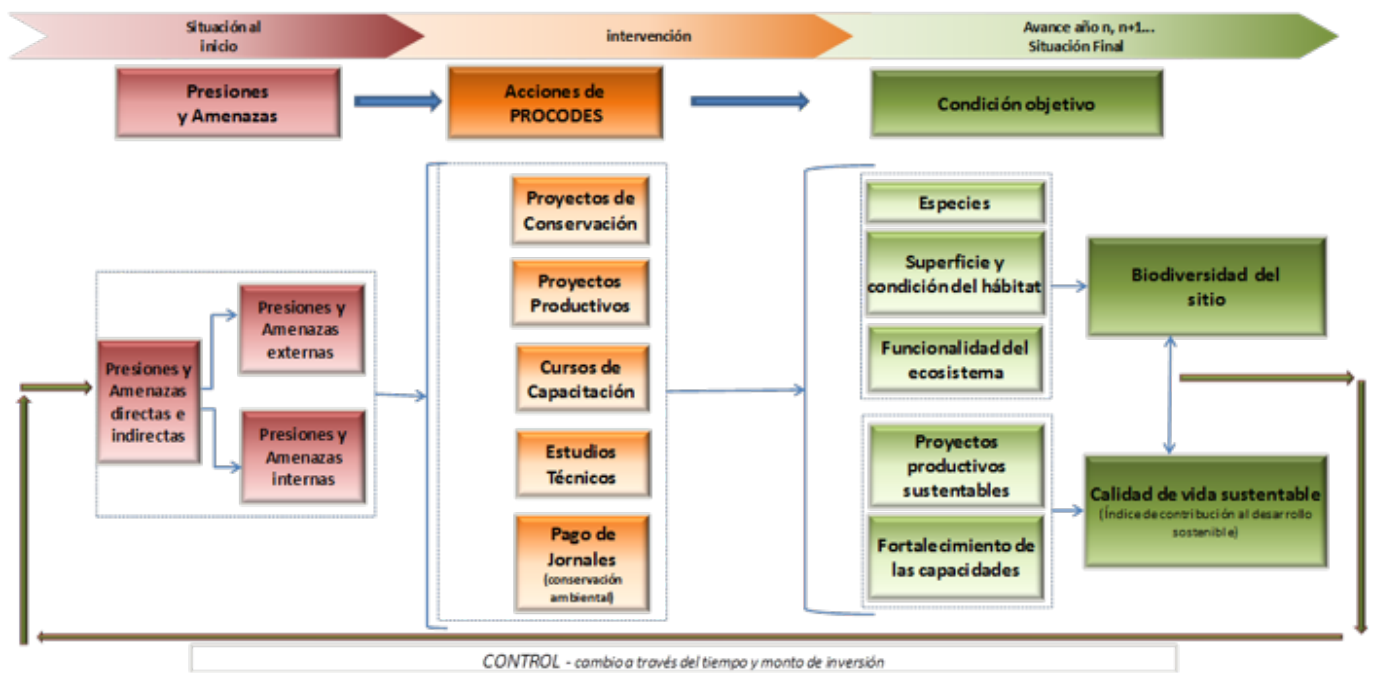 Situación al
inicio
intervención
Avance año n, n+1...
Situación Final
Presiones
y Amenazas
Acciones de
PROCODES
Condición objetivo
Presiones y
Amenazas
directas e
indirectas
Presiones y
Amenazas
externas
Presiones y
Amenazas
internas
Proyectos de
Conservación
Proyectos
Productivos
Cursos de
Capacitación
Estudios
Técnicos
Pago de
Jornales
(conservación
ambiental)
Especies
Superficie y
condición del hábitat
Funcionalidad del
ecosistema
Proyectos
productivos
sustentables
Fortalecimiento de
las capacidades
Biodiversidad del
sitio
Calidad de vida sustentable
(Índice de contribución al desarrollo
sostenible)
CONTROL - cambio a través del tiempo y monto de inversión